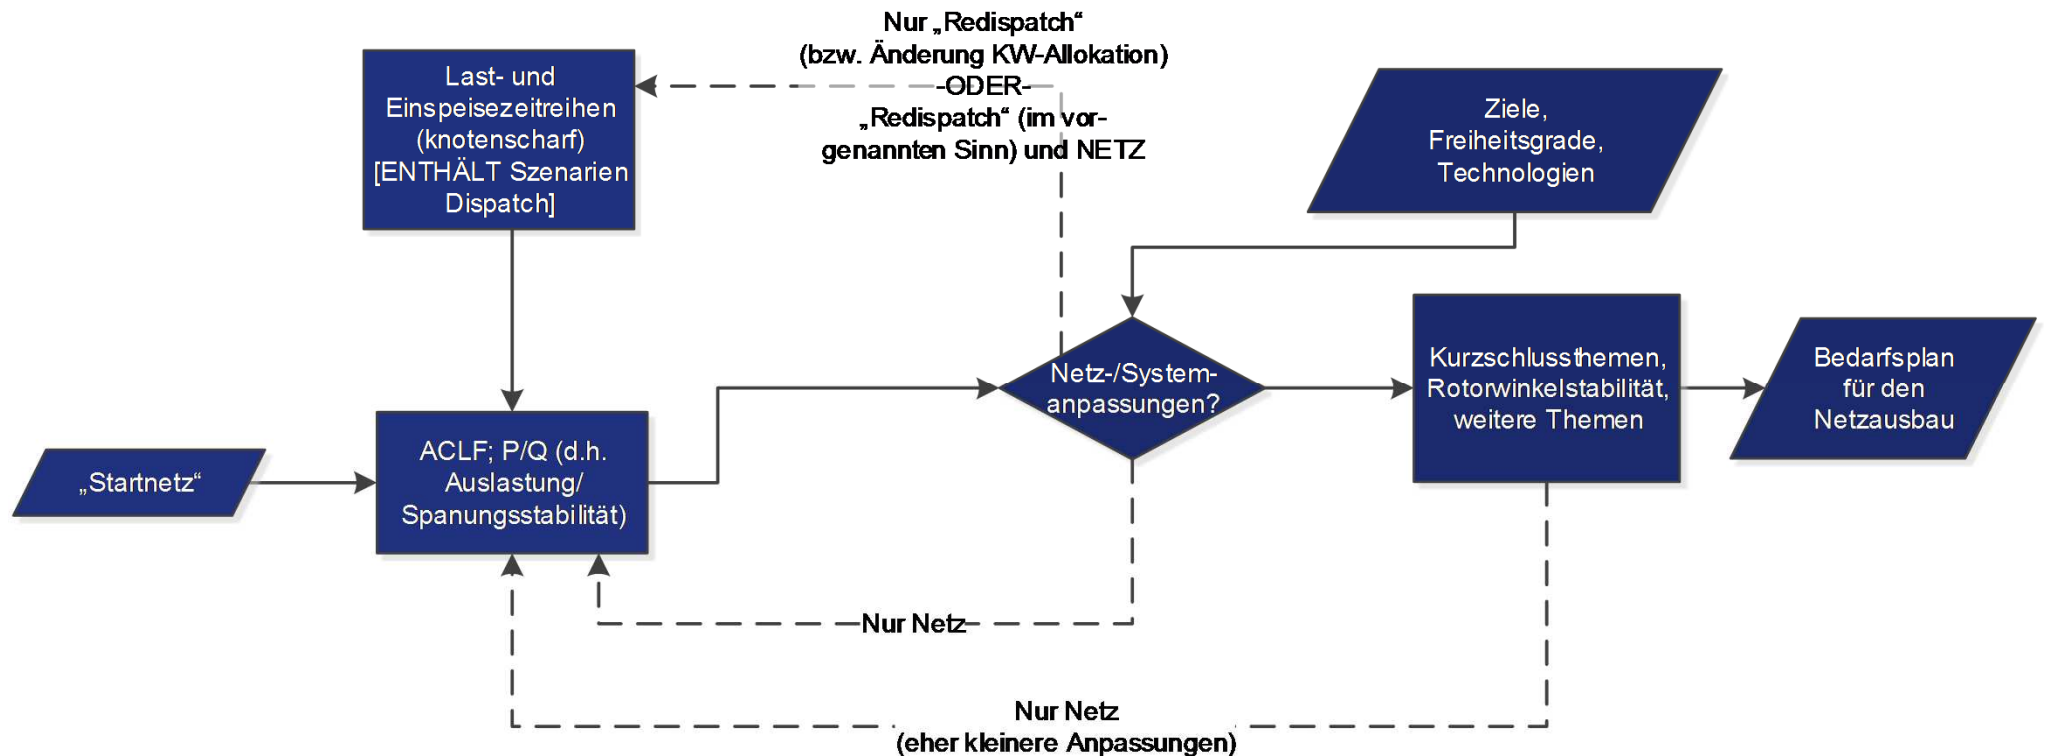 Nur „Redispatch“
(bzw. Änderung KW-Allokation)
-ODER-
„Redispatch“ (im vor-
genannten Sinn) und NETZ
Last- und
Einspeisezeitreihen
(knotenscharf)
[ENTHÄLT Szenarien
Dispatch]
Ziele,
Freiheitsgrade,
Technologien
Netz-/System-
anpassungen?
Kurzschlussthemen,
Rotorwinkelstabilität,
weitere Themen
Bedarfsplan
für den
Netzausbau
„Startnetz“
ACLF; P/Q (d.h.
Auslastung/
Spanungsstabilität)
Nur Netz
Nur Netz
(eher kleinere Anpassungen)